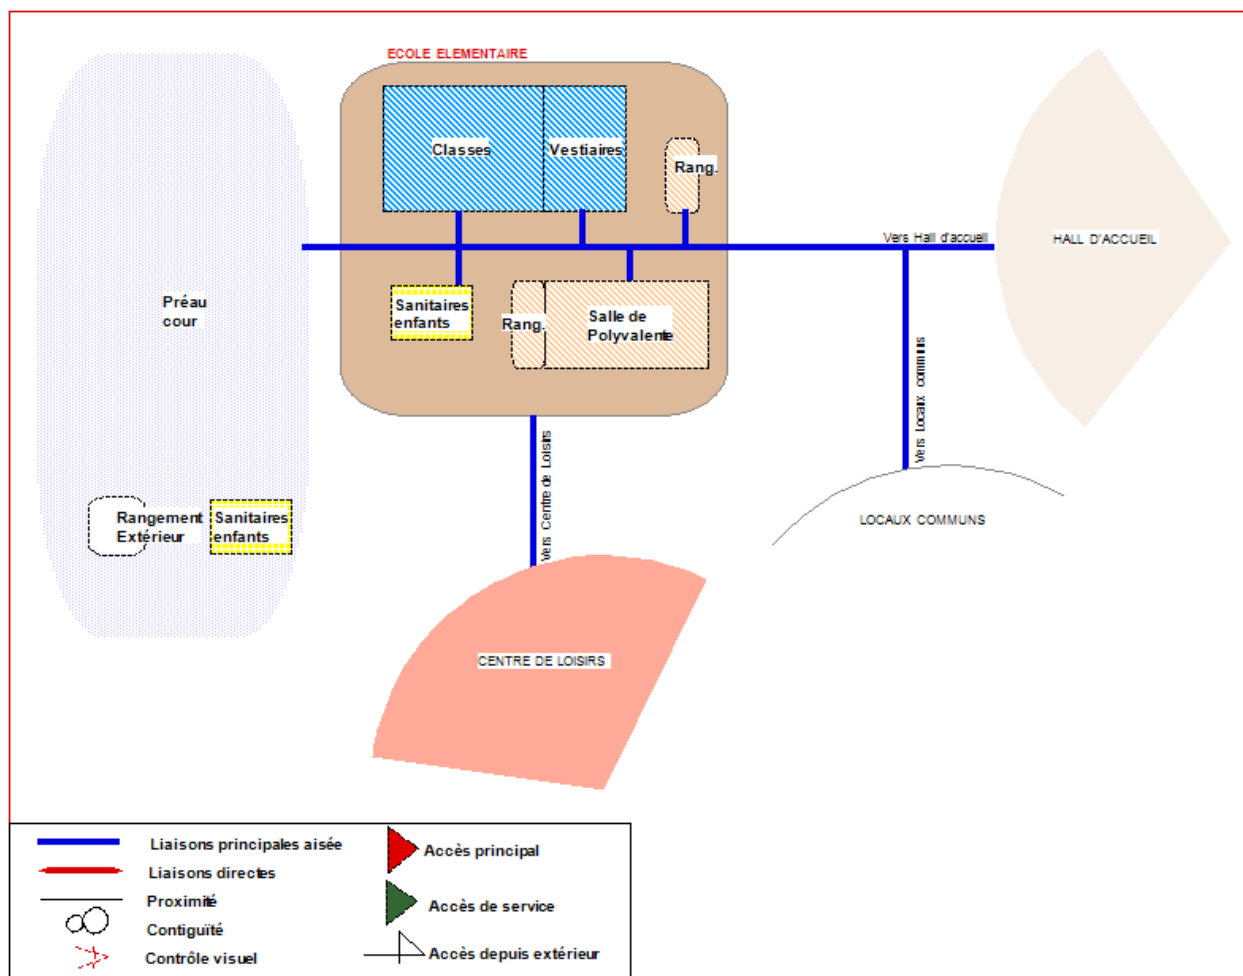 ECOLE ELEMENTAIRE
Classes
Vestiaires
Rang.
Vers Hall d'accueil
HALL D'ACCUEIL
Préau
cour
Sanitaires
enfants
Rang.
Salle de
Polyvalente
Vers Locaux communs
Vers Centre de Loisirs
Rangement
Extérieur
Sanitaires
enfants
LOCAUX COMMUNS
CENTRE DE LOISIRS
Liaisons principales aisée
Liaisons directes
Proximité
Contiguïté
Contrôle visuel
Accès principal
Accès de service
Accès depuis extérieur